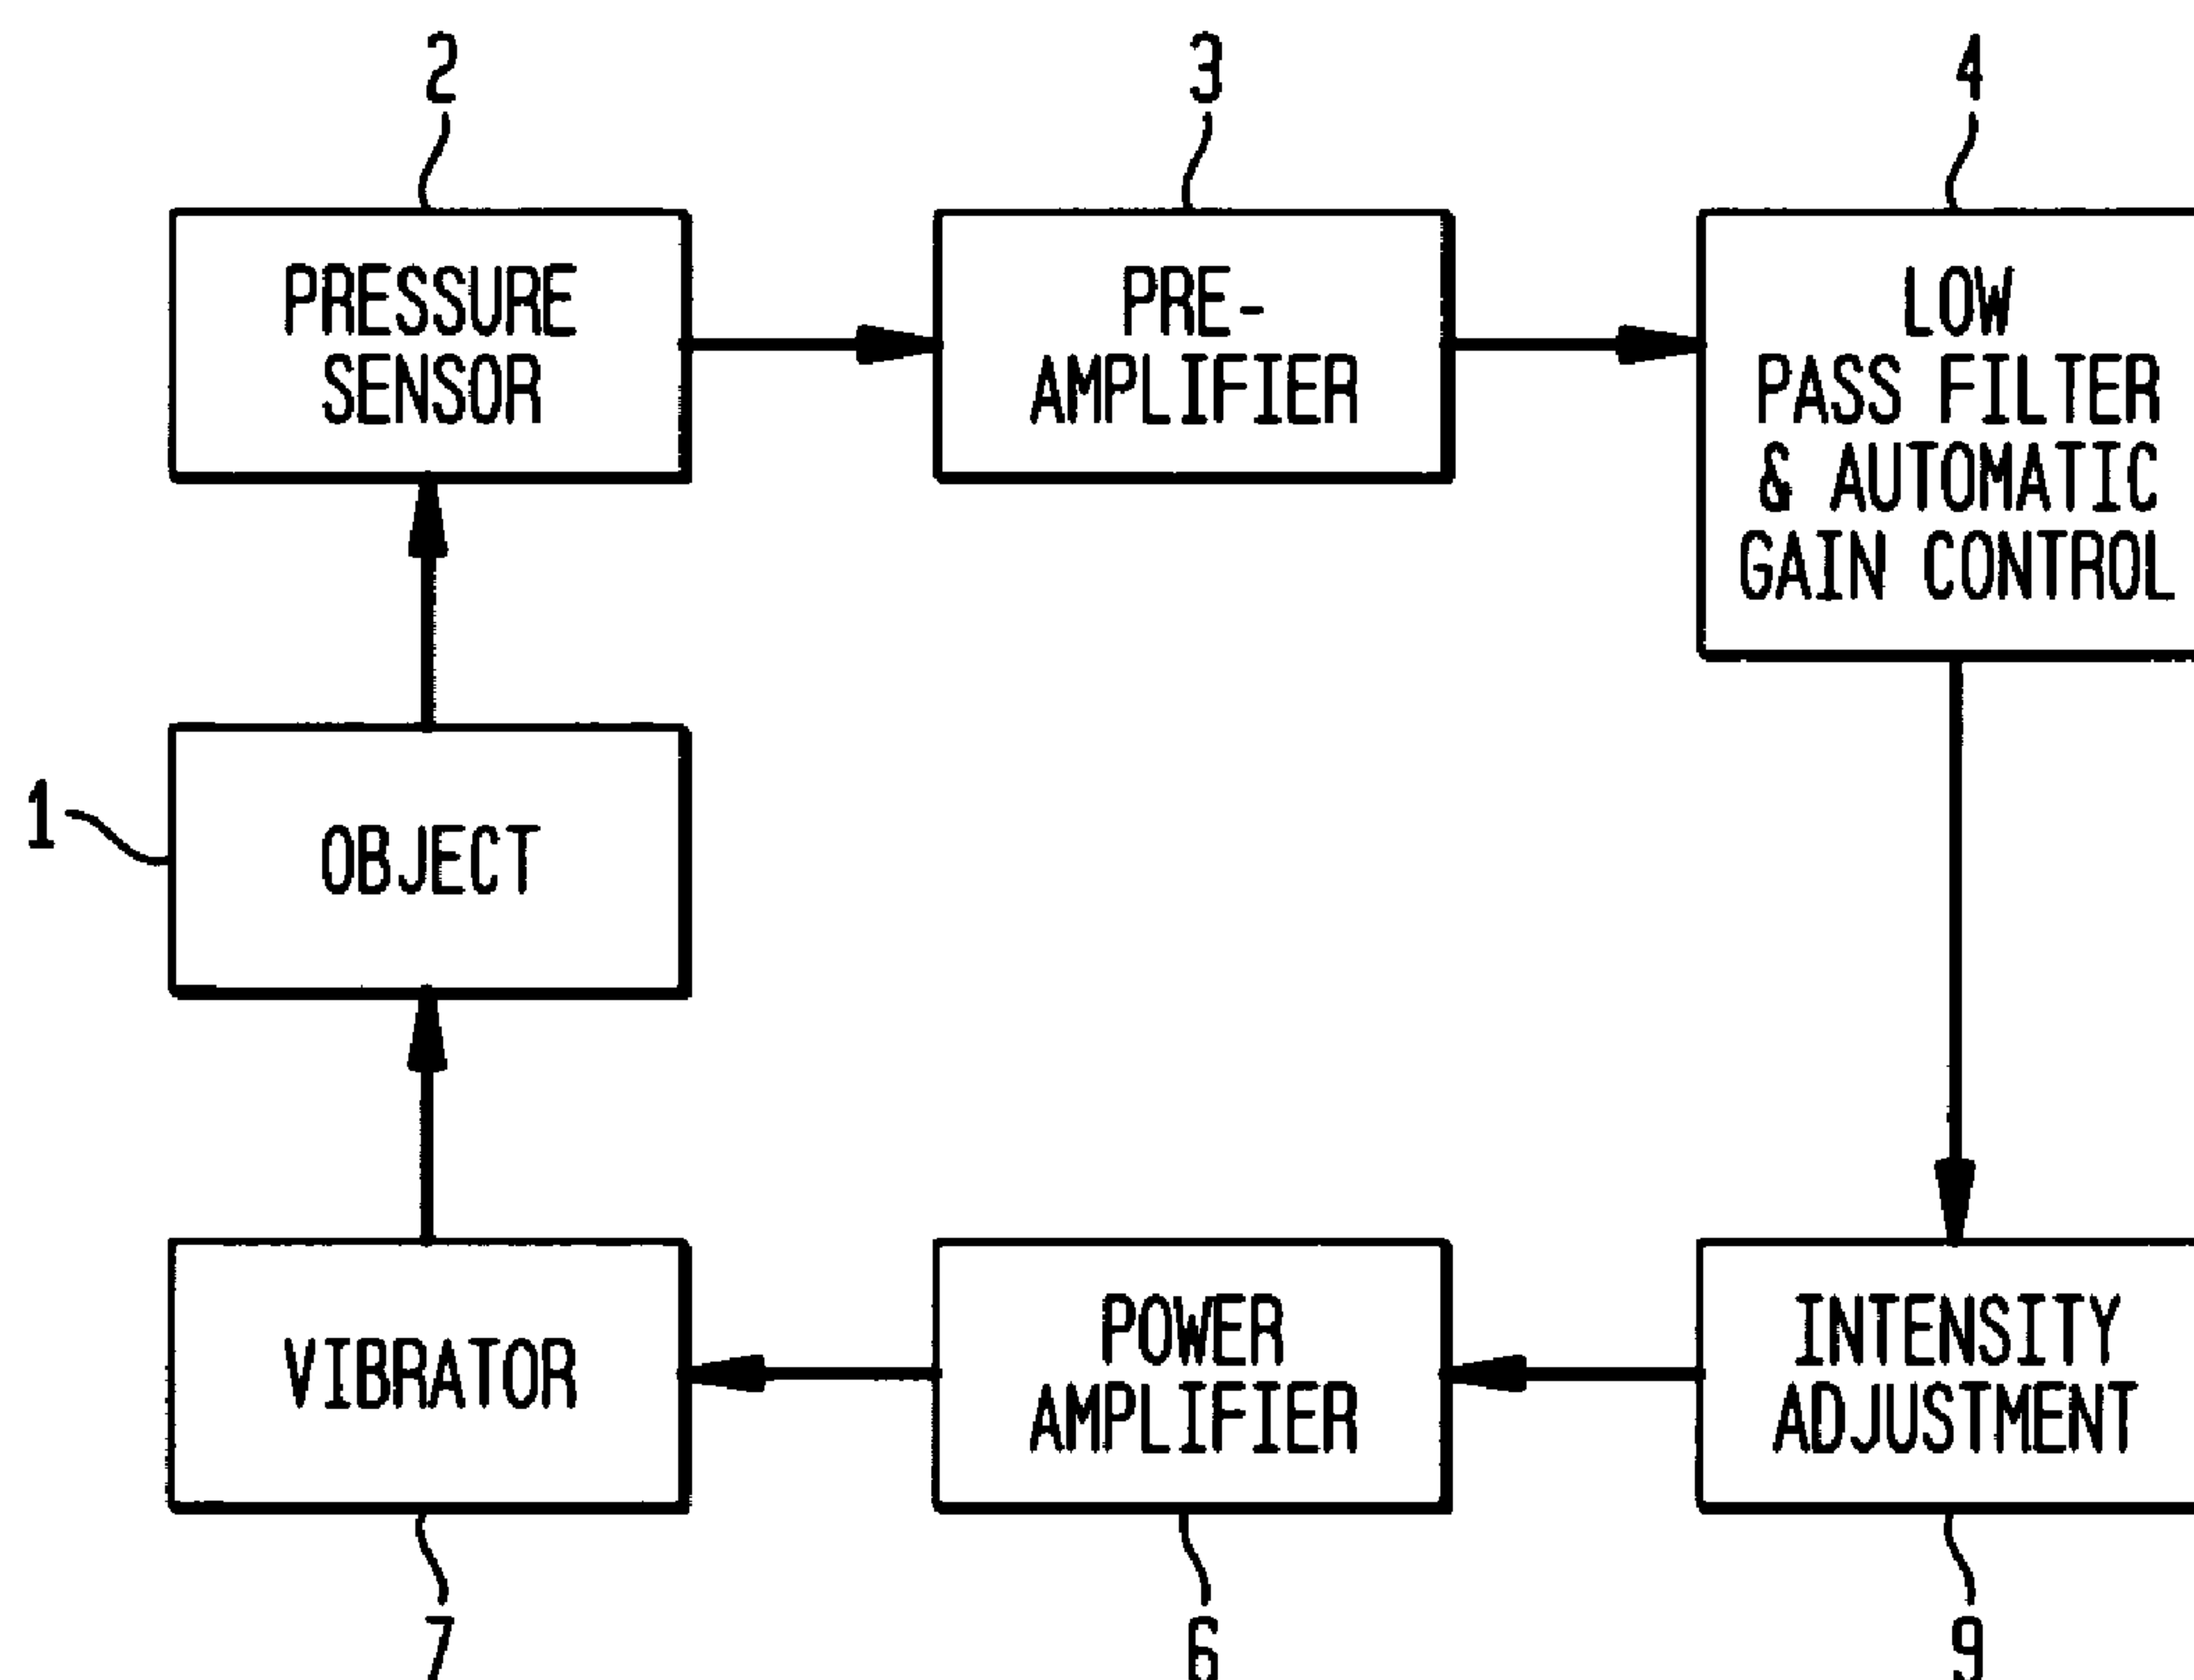 2
3
4
PRESSURE
SENSOR
PRE-
AMPLIFIER
LOW
PASS FILTER
& AUTOMATIC
GAIN CONTROL
1
OBJECT
VIBRATOR
POWER
AMPLIFIER
INTENSITY
ADJUSTMENT
7
6
9